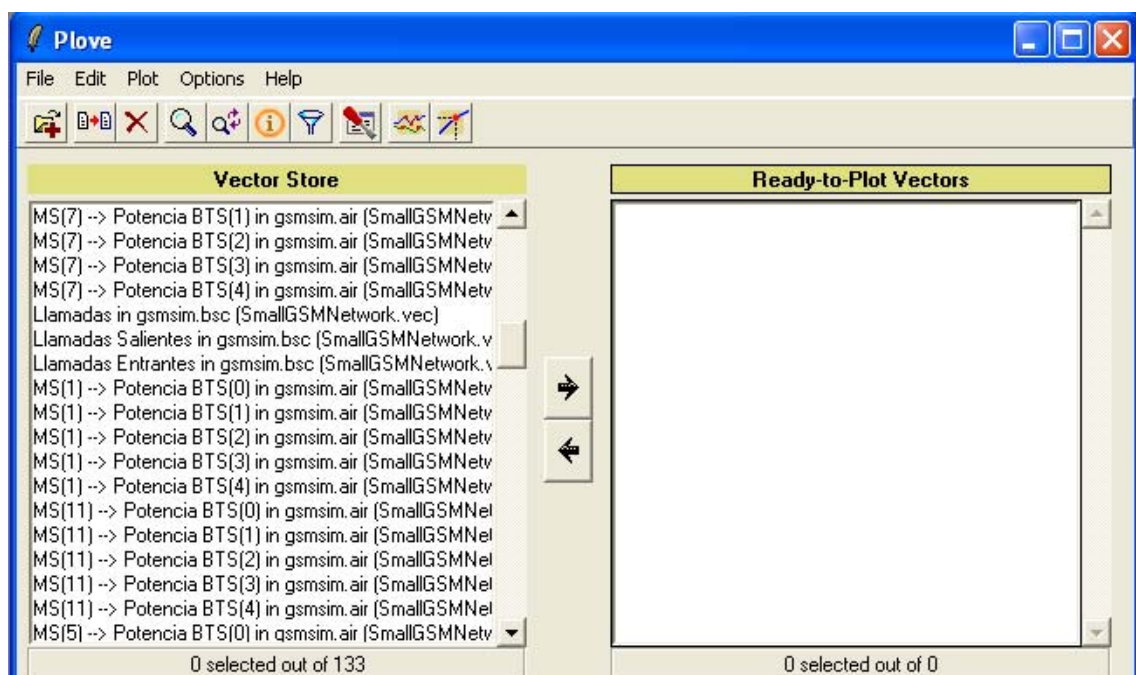 Plove
File Edit Plot Options Help
Vector Store
MS(7) --> Potencia BTS(1) in gsmsim.air (SmallGSMNetw
MS(7) --> Potencia BTS(2) in gsmsim.air (SmallGSMNetw
MS(7) --> Potencia BTS(3) in gsmsim.air (SmallGSMNetw
MS(7) --> Potencia BTS(4) in gsmsim.air (SmallGSMNetw
Llamadas in gsmsim.bsc (SmallGSMNetwork.vec)
Llamadas Salientes in gsmsim.bsc (SmallGSMNetwork.v
Llamadas Entrantes in gsmsim.bsc (SmallGSMNetwork.v
MS(1) --> Potencia BTS(0) in gsmsim.air (SmallGSMNetw
MS(1) --> Potencia BTS(1) in gsmsim.air (SmallGSMNetw
MS(1) --> Potencia BTS(2) in gsmsim.air (SmallGSMNetw
MS(1) --> Potencia BTS(3) in gsmsim.air (SmallGSMNetw
MS(1) --> Potencia BTS(4) in gsmsim.air (SmallGSMNetw
MS(11) --> Potencia BTS(0) in gsmsim.air (SmallGSMNet
MS(11) --> Potencia BTS(1) in gsmsim.air (SmallGSMNet
MS(11) --> Potencia BTS(2) in gsmsim.air (SmallGSMNet
MS(11) --> Potencia BTS(3) in gsmsim.air (SmallGSMNet
MS(11) --> Potencia BTS(4) in gsmsim.air (SmallGSMNet
MS(5) --> Potencia BTS(0) in gsmsim.air (SmallGSMNetw
0 selected out of 133
Ready-to-Plot Vectors
0 selected out of 0